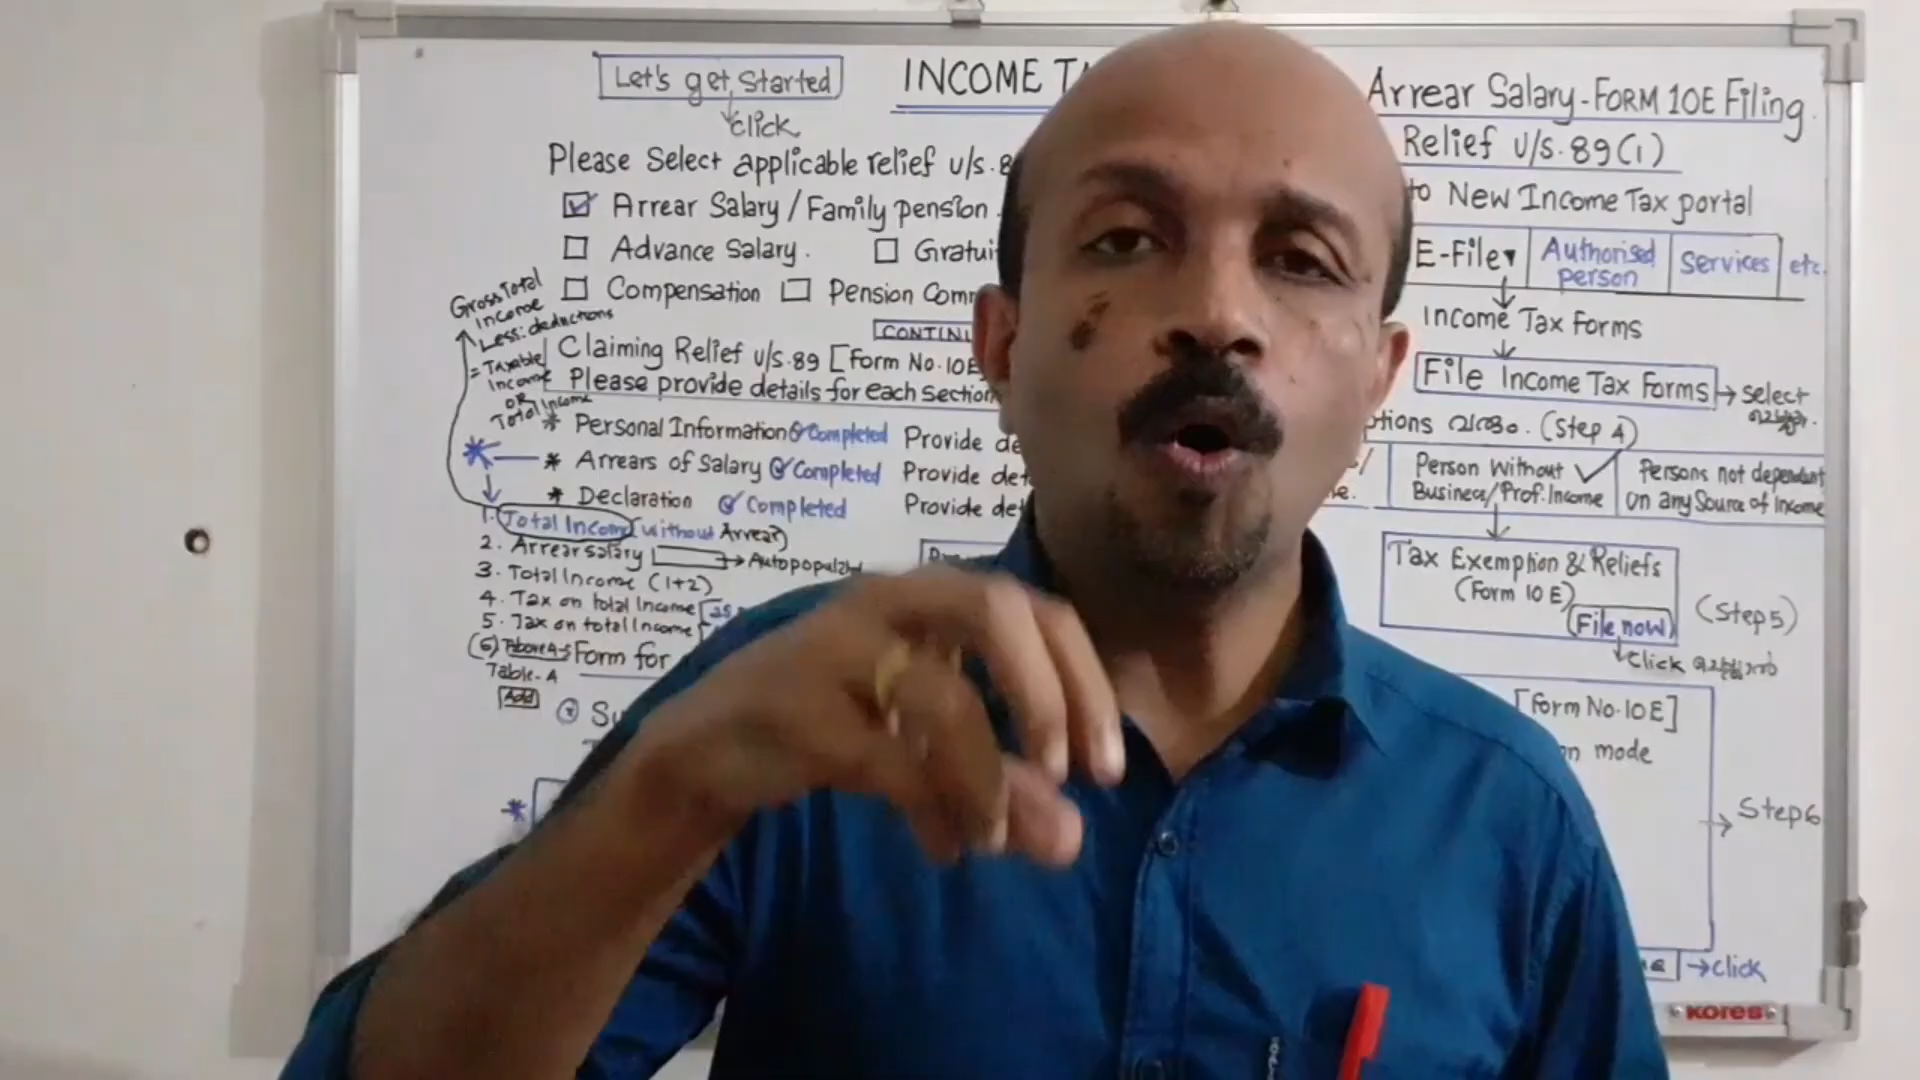 Let's get Started
click
INCOME
Please Select applicable relief u/s.
Arrear Salary / Family pension.
Advance Salary.
Compensation
Pension
Gross Total
Income
Less: deductions
= Taxable
Income
OR
Total Income
Claiming Relief u/s.89 [Form No.10E
Please provide details for each Section
* Personal Information Completed Provide
* Arrears of Salary Completed Provide
* Declaration Completed Provide
1. Total Income (without Arrear)
2. Arrear salary → Autopopulated
3. Total Income (1+2)
4. Tax on total Income
5. Tax on total Income
(6)
Form for
Table-A
Add
*
Arrear Salary - FORM 10E Filing.
Relief u/s. 89(1)
to New Income Tax portal
E-File▾ Authorised person Services etc.
Income Tax Forms
File Income Tax Forms → select
(Step 4)
Person Without Business/Prof. Income
Persons not dependent on any Source of Income
Tax Exemption & Reliefs
(Form 10 E)
File now
(Step 5)
click
[Form No.10E]
mode
→ Step 6
→ click
KORES